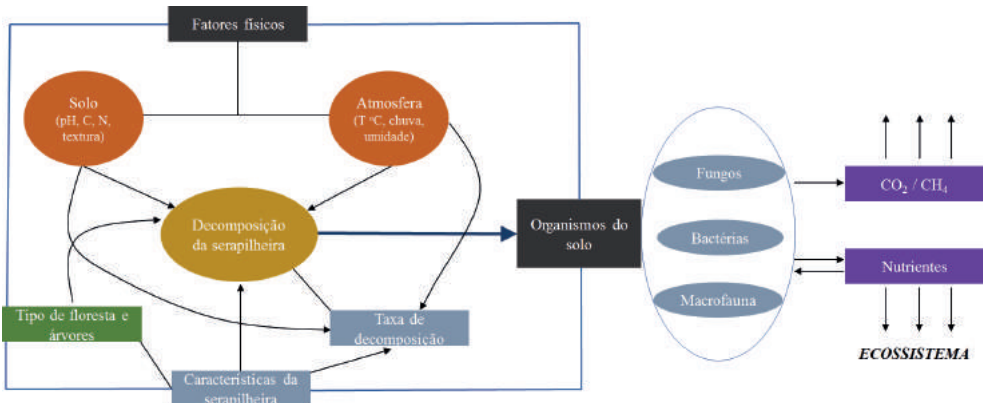 Fatores físicos
Solo
(pH, C, N,
textura)
Atmosfera
(T °C, chuva,
umidade)
Decomposição
da serapilheira
Tipo de floresta e
árvores
Taxa de
decomposição
Características da
serapilheira
Organismos do
solo
Fungos
Bactérias
Macrofauna
CO₂ / CH₄
Nutrientes
ECOSSISTEMA